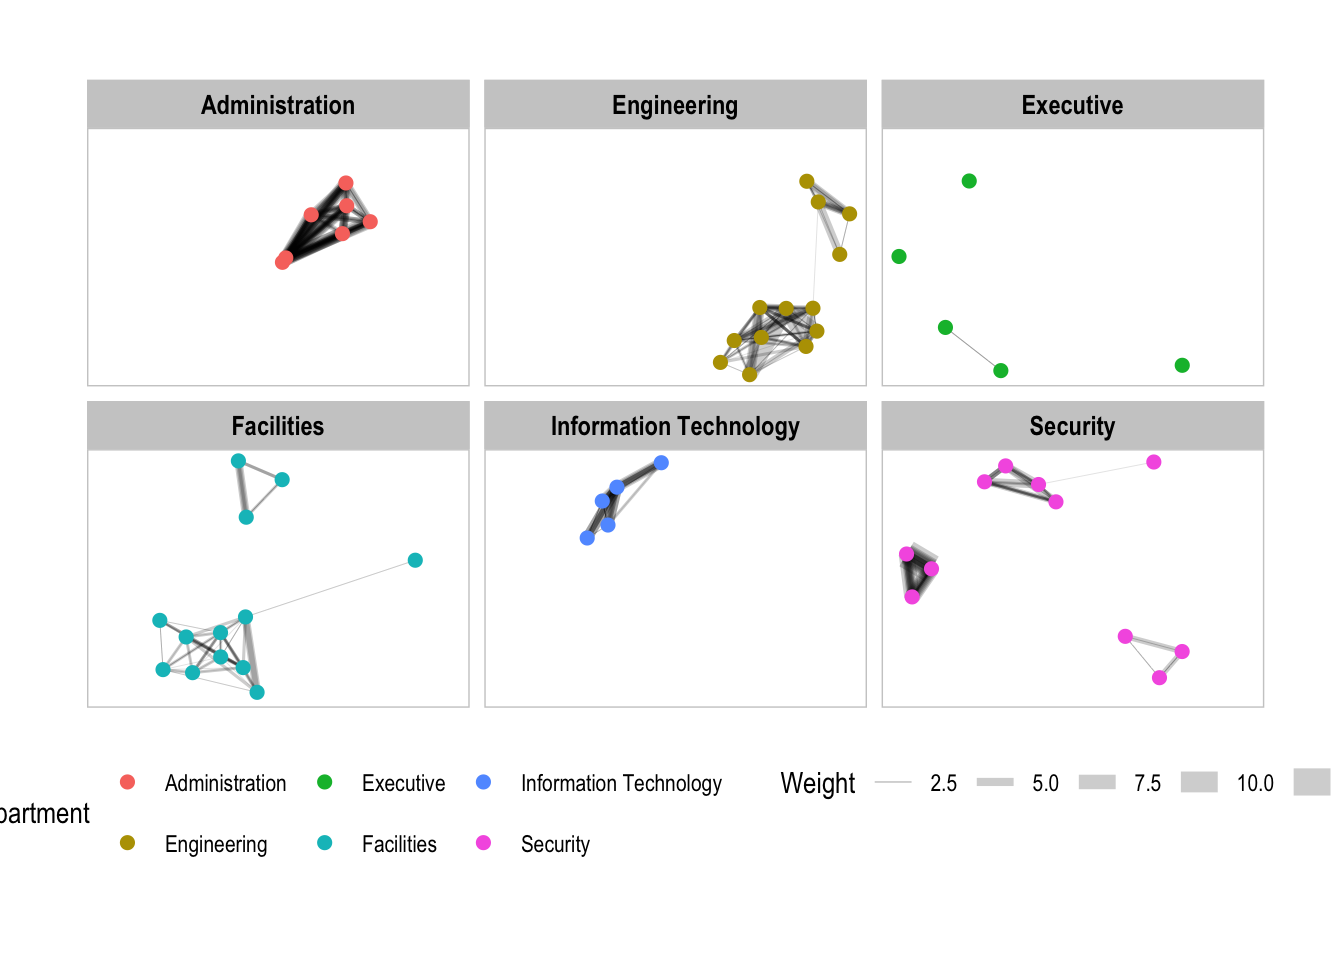 Administration
Engineering
Executive
Facilities
Information Technology
Security
Administration
Executive
Information Technology
Weight
2.5
5.0
7.5
10.0
partment
Engineering
Facilities
Security